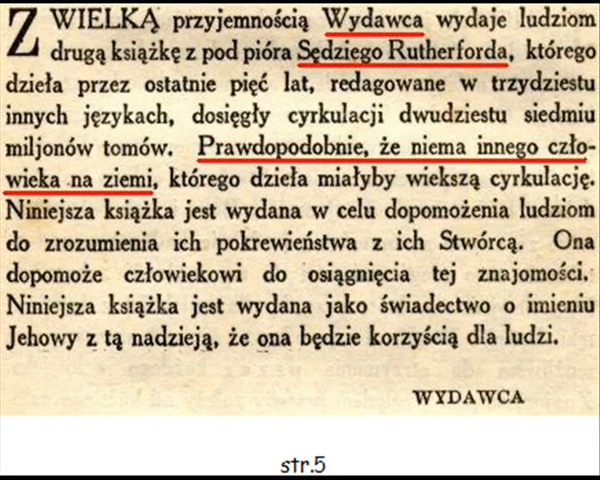 Z WIELKĄ przyjemnością Wydawca wydaje ludziom
drugą książkę z pod pióra Sędziego Rutherforda, którego
dzieła przez ostatnie pięć lat, redagowane w trzydziestu
innych językach, dosięgły cyrkulacji dwudziestu siedmiu
miljonów tomów. Prawdopodobnie, że niema innego czło-
wieka na ziemi, którego dzieła miałyby wiekszą cyrkulację.
Niniejsza książka jest wydana w celu dopomożenia ludziom
do zrozumienia ich pokrewieństwa z ich Stwórcą. Ona
dopomoże człowiekowi do osiągnięcia tej znajomości.
Niniejsza książka jest wydana jako świadectwo o imieniu
Jehowy z tą nadzieją, że ona będzie korzyścią dla ludzi.
WYDAWCA
str.5